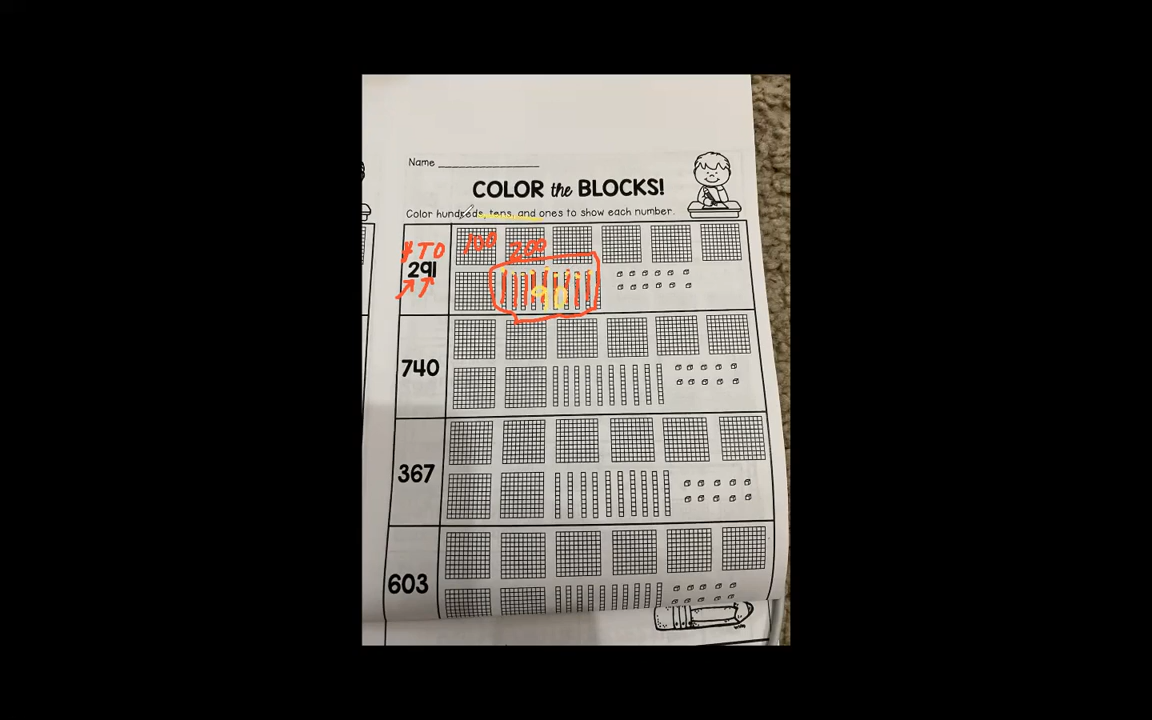 Name
COLOR the BLOCKS!
Color hundreds, tens, and ones to show each number.
H T O 100 200
291
90
740
367
603